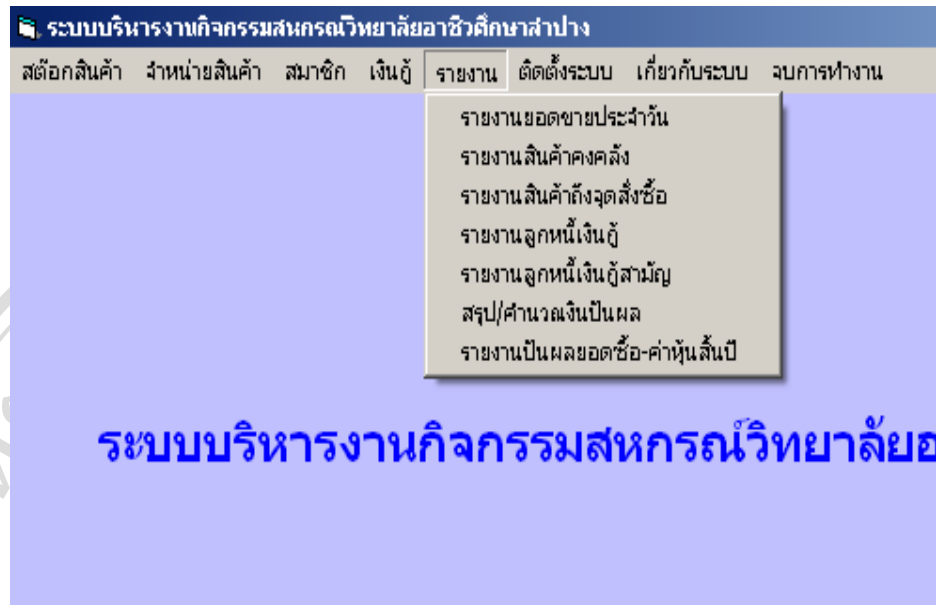 ระบบบริหารงานกิจกรรมสหกรณ์วิทยาลัยอาชีวศึกษาลำปาง
สต๊อกสินค้า จำหน่ายสินค้า สมาชิก เงินกู้ รายงาน ติดตั้งระบบ เกี่ยวกับระบบ จบการทำงาน
รายงานยอดขายประจำวัน
รายงานสินค้าคงคลัง
รายงานสินค้าถึงจุดสั่งซื้อ
รายงานลูกหนี้เงินกู้
รายงานลูกหนี้เงินกู้สามัญ
สรุป/คำนวณเงินปันผล
รายงานปันผลยอดซื้อ-ค่าหุ้นสิ้นปี
ระบบบริหารงานกิจกรรมสหกรณ์วิทยาลัยอ